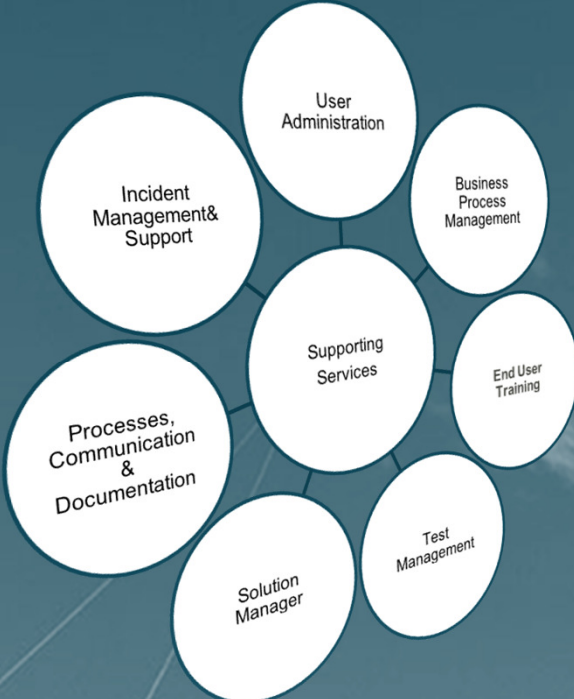 User
Administration
Business
Process
Management
End User
Training
Test
Management
Solution
Manager
Processes,
Communication
&
Documentation
Incident
Management&
Support
Supporting
Services